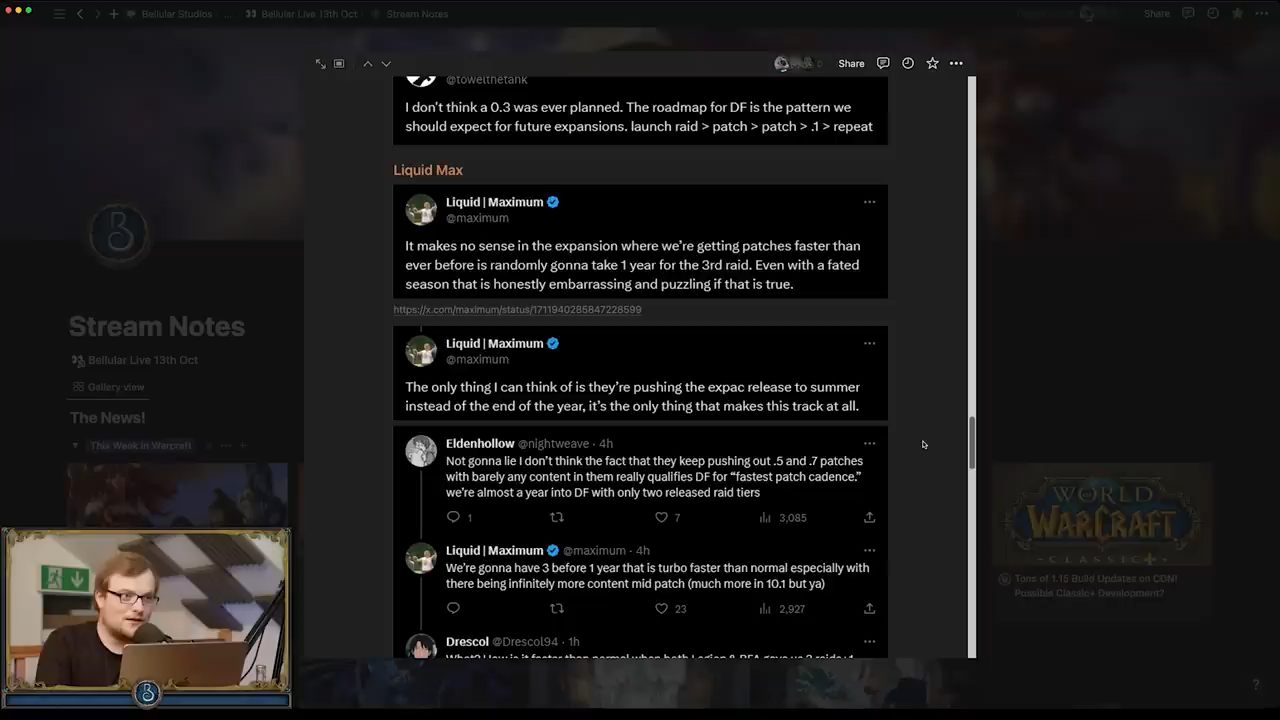 Bellular Studios
Bellular Live 13th Oct
Stream Notes
Share
Share
@towelthetank
I don't think a 0.3 was ever planned. The roadmap for DF is the pattern we
should expect for future expansions. launch raid > patch > patch > .1 > repeat
Liquid Max
Liquid | Maximum
@maximum
It makes no sense in the expansion where we're getting patches faster than
ever before is randomly gonna take 1 year for the 3rd raid. Even with a fated
season that is honestly embarrassing and puzzling if that is true.
https://x.com/maximum/status/1711940285847228599
Liquid | Maximum
@maximum
The only thing I can think of is they're pushing the expac release to summer
instead of the end of the year, it's the only thing that makes this track at all.
Eldenhollow @nightweave · 4h
Not gonna lie I don't think the fact that they keep pushing out .5 and .7 patches
with barely any content in them really qualifies DF for “fastest patch cadence.”
we're almost a year into DF with only two released raid tiers
1
7
3,085
Liquid | Maximum @maximum · 4h
We're gonna have 3 before 1 year that is turbo faster than normal especially with
there being infinitely more content mid patch (much more in 10.1 but ya)
23
2,927
Drescol @Drescol94 · 1h
Stream Notes
Bellular Live 13th Oct
Gallery view
The News!
This Week in Warcraft
WORLD
OF
WARCRAFT
CLASSIC+
Tons of 1.15 Build Updates on CDN!
Possible Classic+ Development?
B
B
?